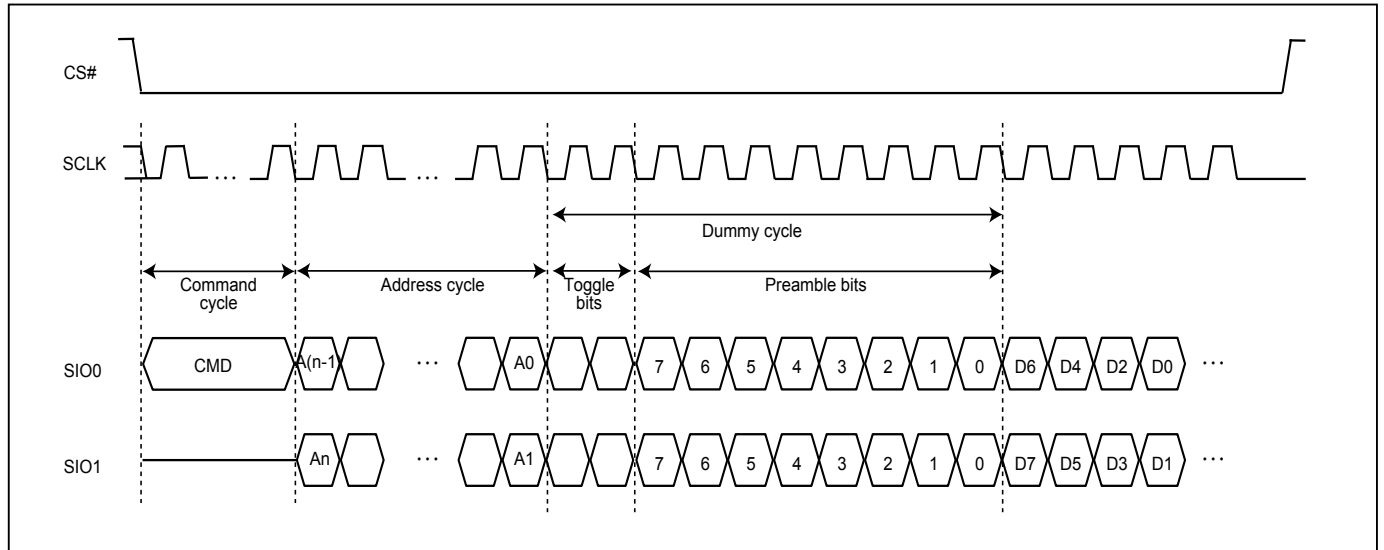 CS#
SCLK
...
...
Dummy cycle
Command
cycle
Address cycle
Toggle
bits
Preamble bits
SIO0
CMD
A(n-1)
...
A0
7 6 5 4 3 2 1 0
D6 D4 D2 D0
...
SIO1
An
...
A1
7 6 5 4 3 2 1 0
D7 D5 D3 D1
...